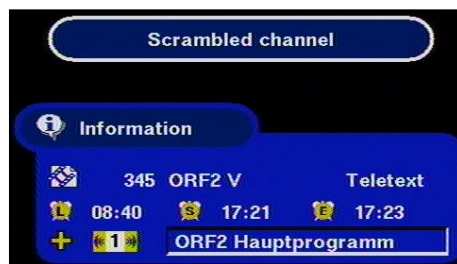 Scrambled channel
Information
345 ORF2 V Teletext
L 08:40 S 17:21 E 17:23
1 ORF2 Hauptprogramm